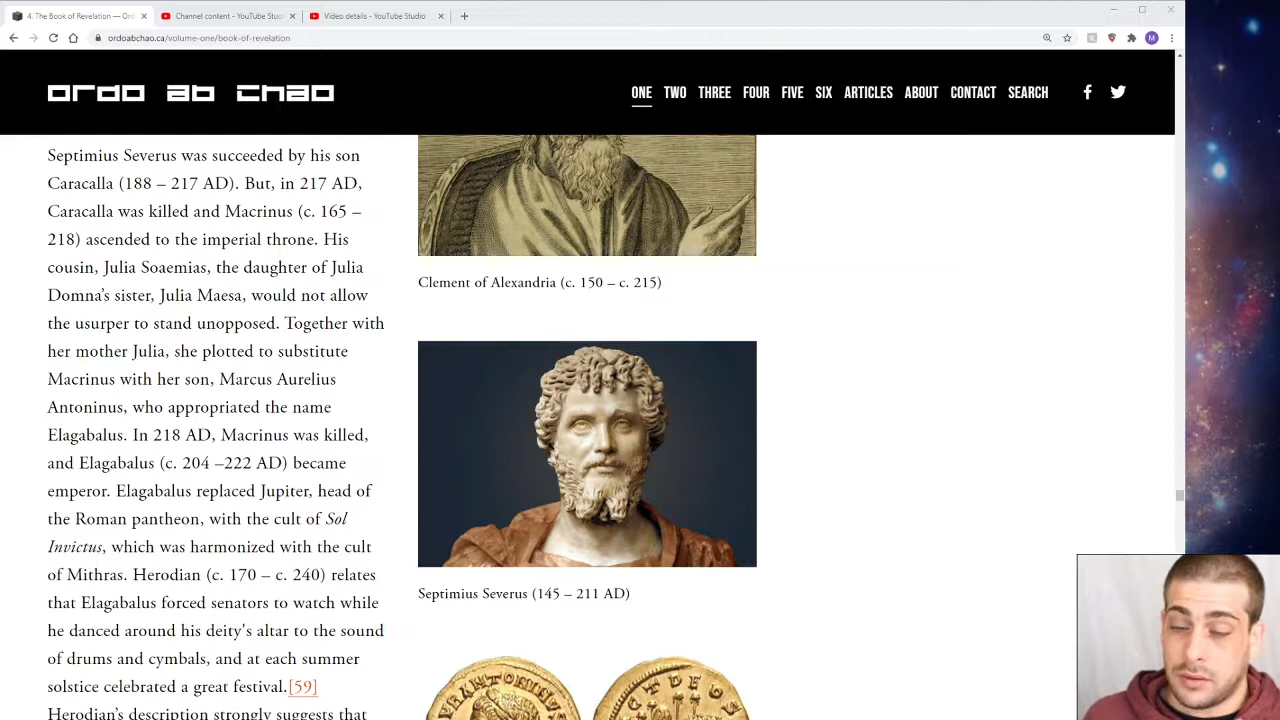 4. The Book of Revelation — Ord
Channel content - YouTube Stud
Video details - YouTube Studio
ordoabchao.ca/volume-one/book-of-revelation
M
ordo ab chao
ONE TWO THREE FOUR FIVE SIX ARTICLES ABOUT CONTACT SEARCH
Septimius Severus was succeeded by his son
Caracalla (188 – 217 AD). But, in 217 AD,
Caracalla was killed and Macrinus (c. 165 –
218) ascended to the imperial throne. His
cousin, Julia Soaemias, the daughter of Julia
Domna's sister, Julia Maesa, would not allow
the usurper to stand unopposed. Together with
her mother Julia, she plotted to substitute
Macrinus with her son, Marcus Aurelius
Antoninus, who appropriated the name
Elagabalus. In 218 AD, Macrinus was killed,
and Elagabalus (c. 204 –222 AD) became
emperor. Elagabalus replaced Jupiter, head of
the Roman pantheon, with the cult of Sol
Invictus, which was harmonized with the cult
of Mithras. Herodian (c. 170 – c. 240) relates
that Elagabalus forced senators to watch while
he danced around his deity's altar to the sound
of drums and cymbals, and at each summer
solstice celebrated a great festival.[59]
Herodian's description strongly suggests that
Clement of Alexandria (c. 150 – c. 215)
Septimius Severus (145 – 211 AD)